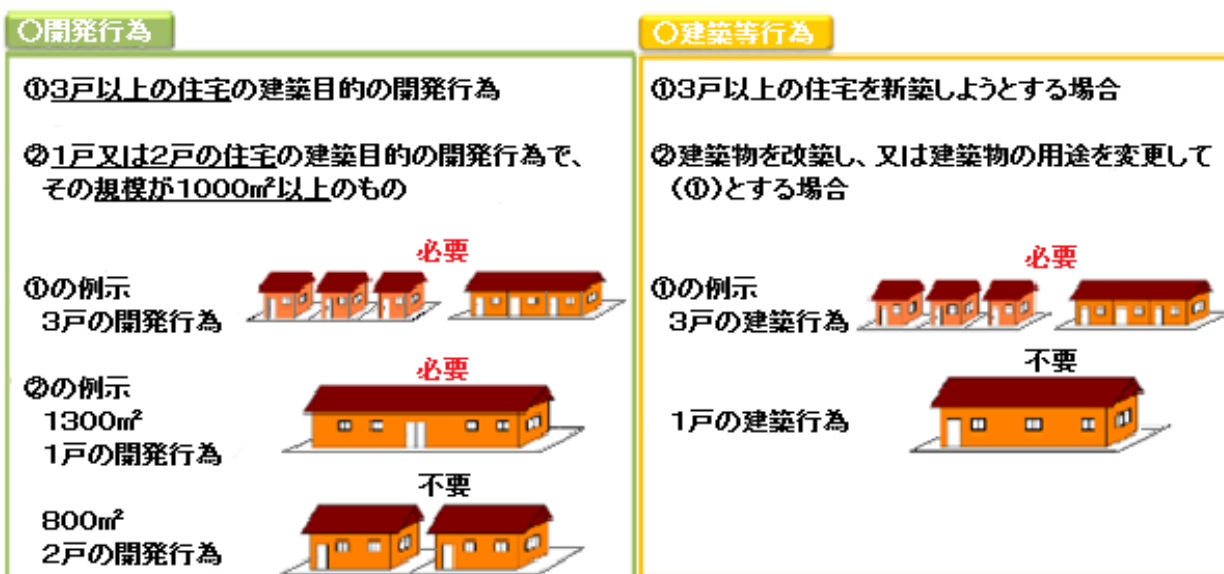 〇開発行為
①3戸以上の住宅の建築目的の開発行為
②1戸又は2戸の住宅の建築目的の開発行為で、
その規模が1000㎡以上のもの
必要
①の例示
3戸の開発行為
必要
②の例示
1300㎡
1戸の開発行為
不要
800㎡
2戸の開発行為
〇建築等行為
①3戸以上の住宅を新築しようとする場合
②建築物を改築し、又は建築物の用途を変更して
(①)とする場合
必要
①の例示
3戸の建築行為
不要
1戸の建築行為